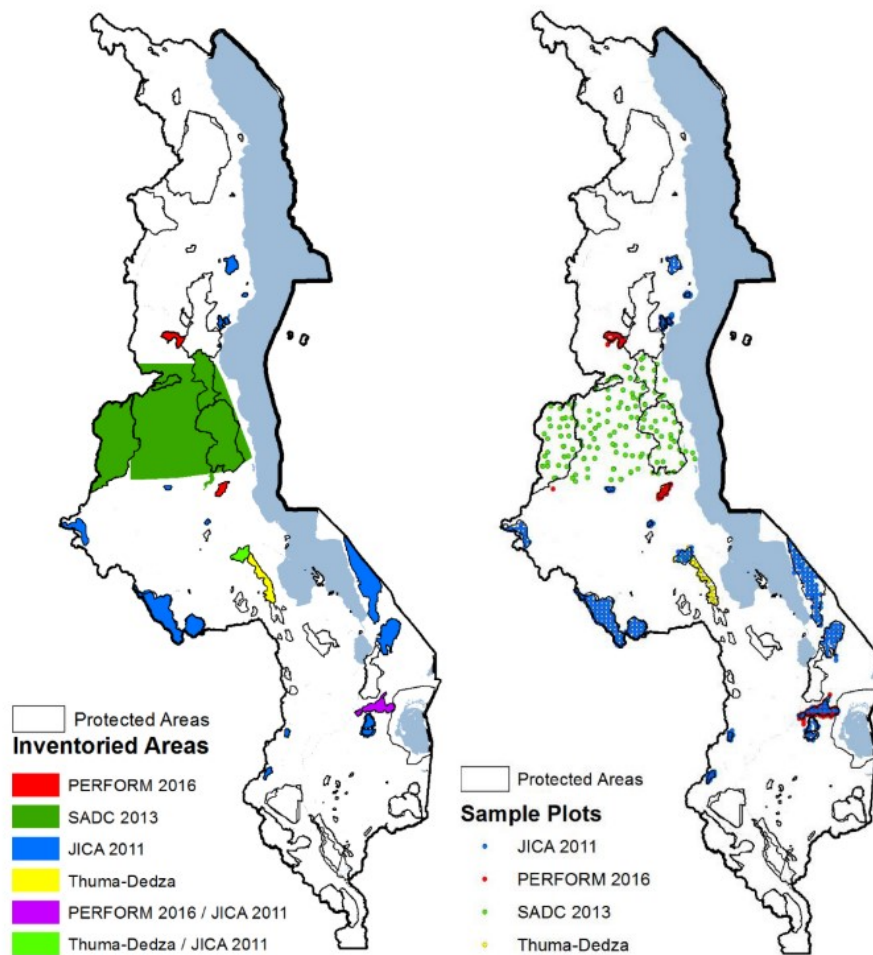 Protected Areas
Inventoried Areas
PERFORM 2016
SADC 2013
JICA 2011
Thuma-Dedza
PERFORM 2016 / JICA 2011
Thuma-Dedza / JICA 2011
Protected Areas
Sample Plots
JICA 2011
PERFORM 2016
SADC 2013
Thuma-Dedza